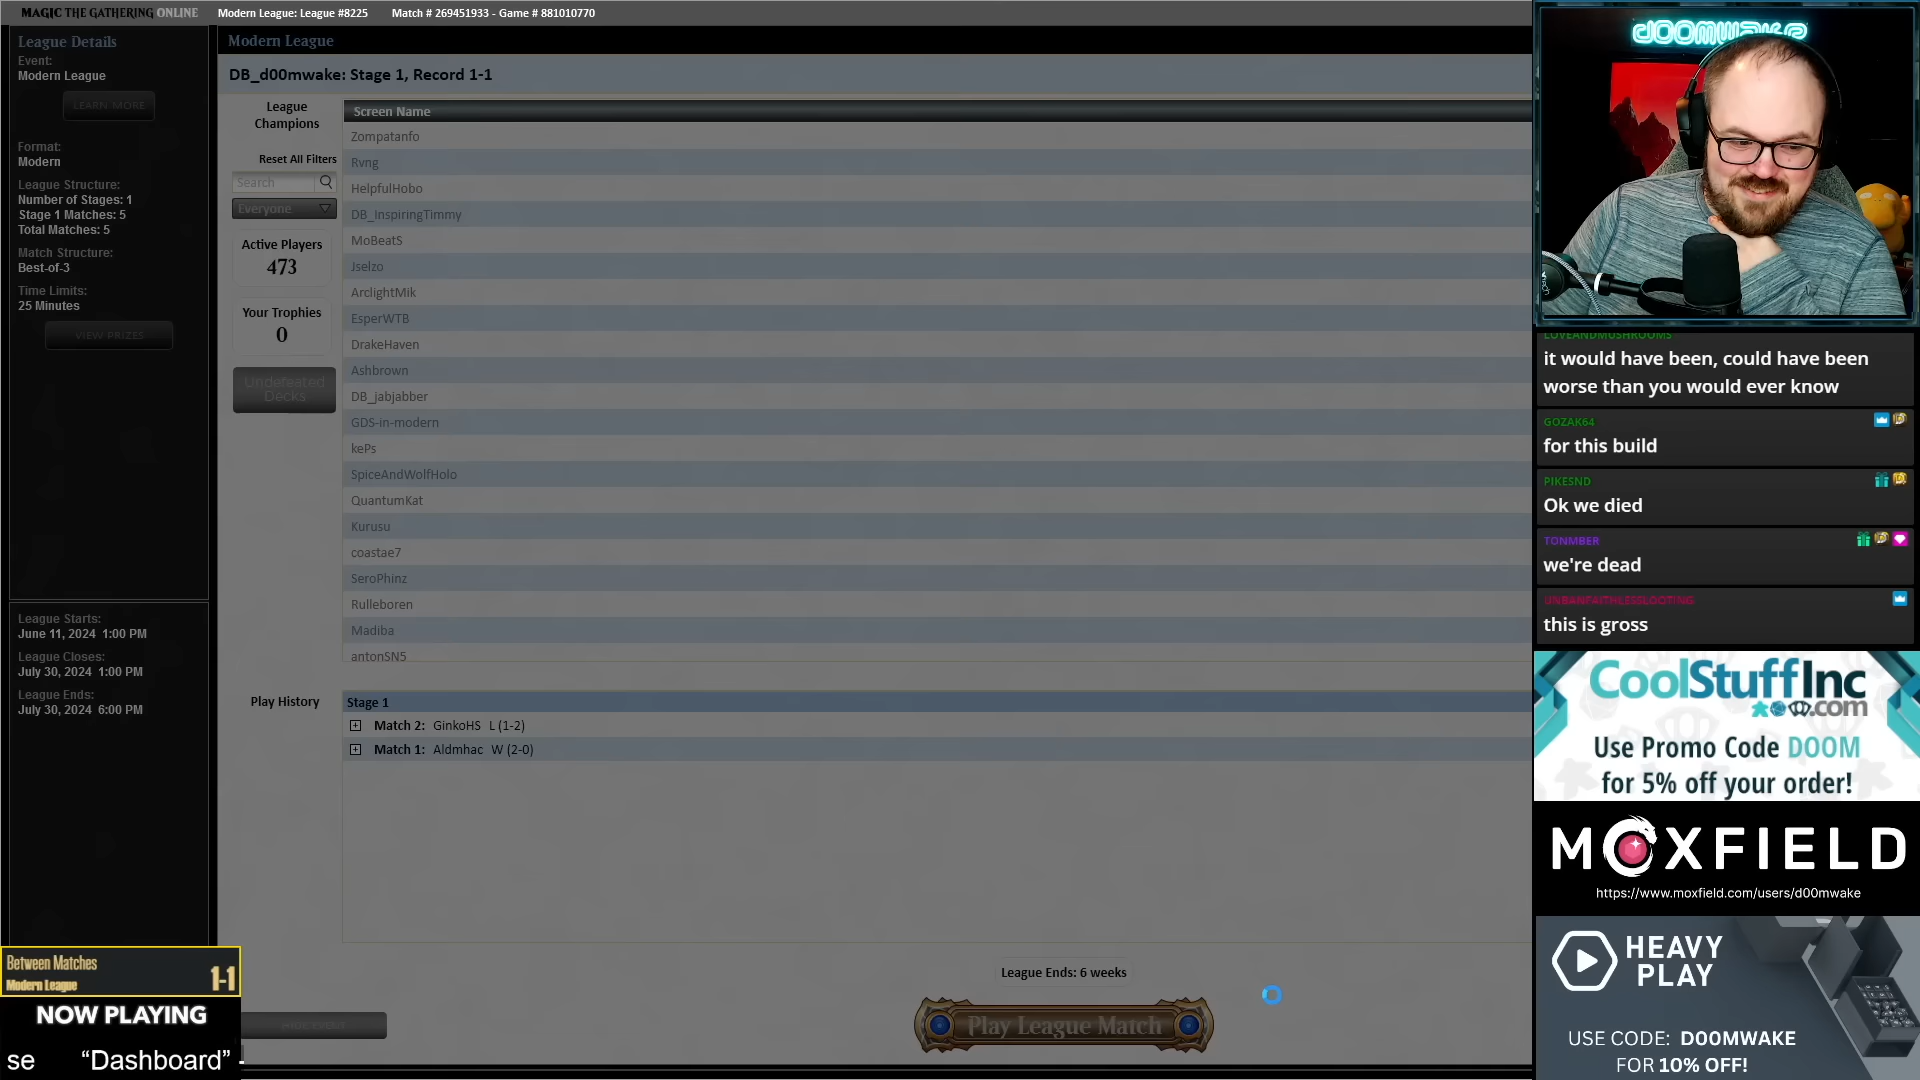 MAGIC THE GATHERING ONLINE
Modern League: League #8225
Match # 269451933 - Game # 881010770
League Details
Event:
Modern League
LEARN MORE
Format:
Modern
League Structure:
Number of Stages: 1
Stage 1 Matches: 5
Total Matches: 5
Match Structure:
Best-of-3
Time Limits:
25 Minutes
VIEW PRIZES
League Starts:
June 11, 2024 1:00 PM
League Closes:
July 30, 2024 1:00 PM
League Ends:
July 30, 2024 6:00 PM
Modern League
DB_d00mwake: Stage 1, Record 1-1
League
Champions
Reset All Filters
Search
Everyone
Active Players
473
Your Trophies
0
Undefeated
Decks
Screen Name
Zompatanfo
Rvng
HelpfulHobo
DB_InspiringTimmy
MoBeatS
Jselzo
ArclightMik
EsperWTB
DrakeHaven
Ashbrown
DB_jabjabber
GDS-in-modern
kePs
SpiceAndWolfHolo
QuantumKat
Kurusu
coastae7
SeroPhinz
Rulleboren
Madiba
antonSN5
Play History
Stage 1
Match 2: GinkoHS L (1-2)
Match 1: Aldmhac W (2-0)
League Ends: 6 weeks
Play League Match
Between Matches
Modern League
1-1
NOW PLAYING
se "Dashboard" -
doomwake
LOVEANDMUSHROOMS
it would have been, could have been
worse than you would ever know
GOZAK64
for this build
PIKESND
Ok we died
TONMBER
we're dead
UNBANFAITHLESSLOOTING
this is gross
CoolStuffInc
.com
Use Promo Code DOOM
for 5% off your order!
MOXFIELD
https://www.moxfield.com/users/d00mwake
HEAVY
PLAY
USE CODE: D00MWAKE
FOR 10% OFF!